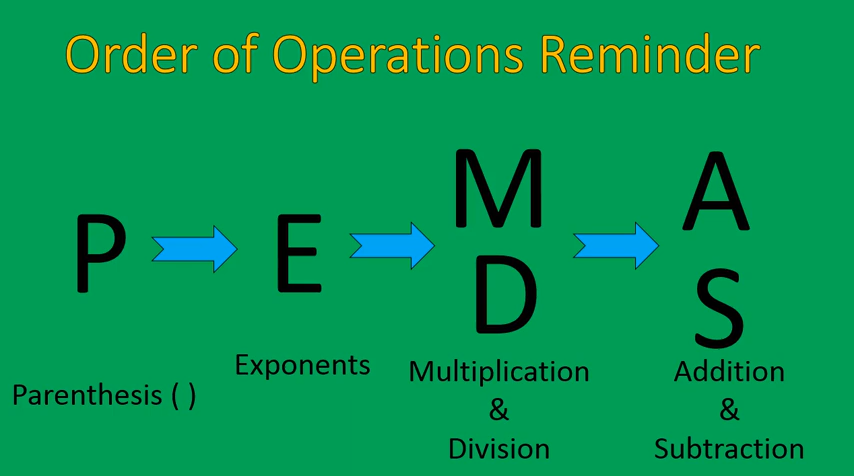 Order of Operations Reminder
P
E
M
D
A
S
Parenthesis ( )
Exponents
Multiplication
&
Division
Addition
&
Subtraction